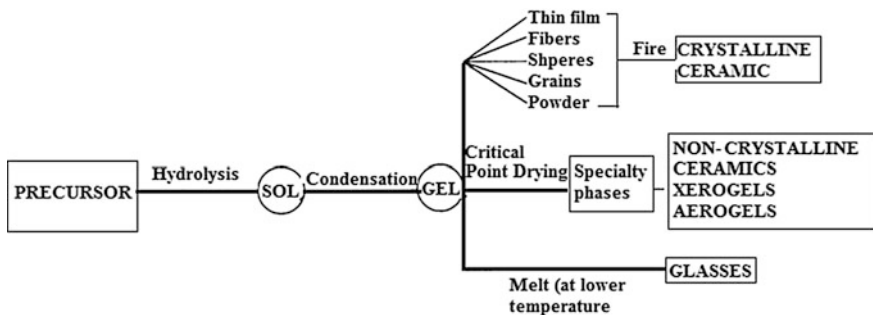 PRECURSOR
Hydrolysis
SOL
Condensation
GEL
Thin film
Fibers
Shperes
Grains
Powder
Fire
CRYSTALLINE
CERAMIC
Critical
Point Drying
Specialty
phases
NON- CRYSTALLINE
CERAMICS
XEROGELS
AEROGELS
Melt (at lower
temperature
GLASSES